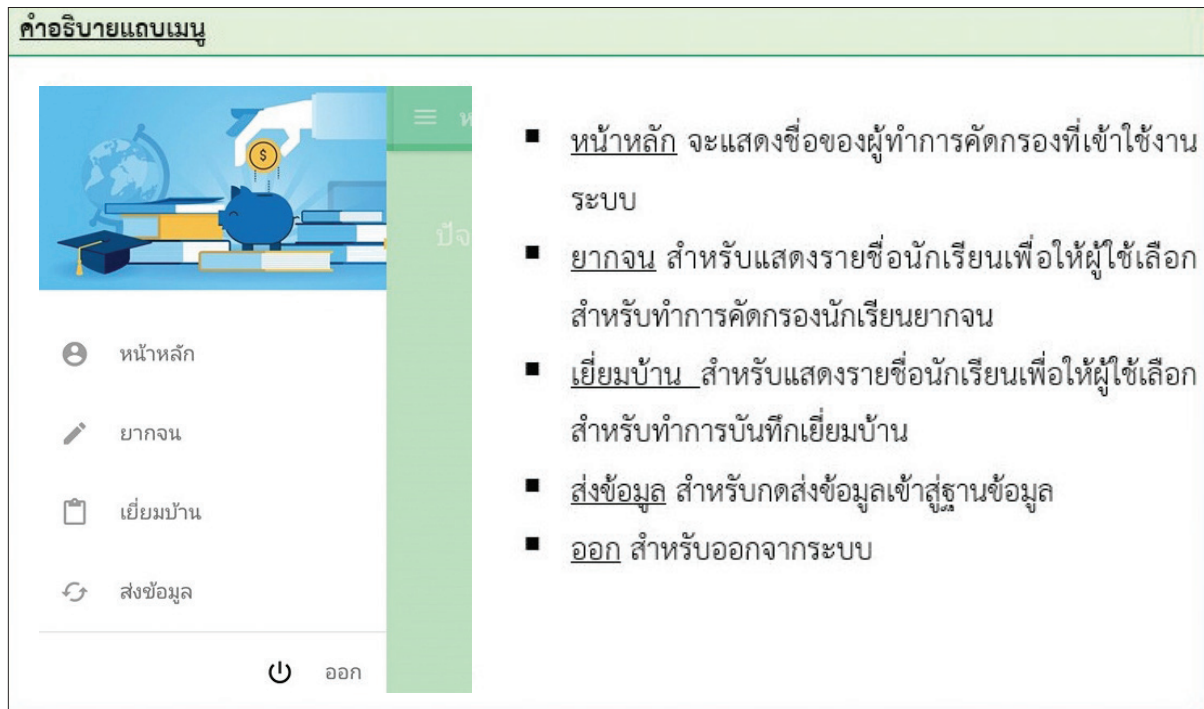 คำอธิบายแถบเมนู
$
ห
ปัจ
หน้าหลัก
ยากจน
เยี่ยมบ้าน
ส่งข้อมูล
ออก
■ หน้าหลัก จะแสดงชื่อของผู้ทำการคัดกรองที่เข้าใช้งาน
ระบบ
■ ยากจน สำหรับแสดงรายชื่อนักเรียนเพื่อให้ผู้ใช้เลือก
สำหรับทำการคัดกรองนักเรียนยากจน
■ เยี่ยมบ้าน สำหรับแสดงรายชื่อนักเรียนเพื่อให้ผู้ใช้เลือก
สำหรับทำการบันทึกเยี่ยมบ้าน
■ ส่งข้อมูล สำหรับกดส่งข้อมูลเข้าสู่ฐานข้อมูล
■ ออก สำหรับออกจากระบบ